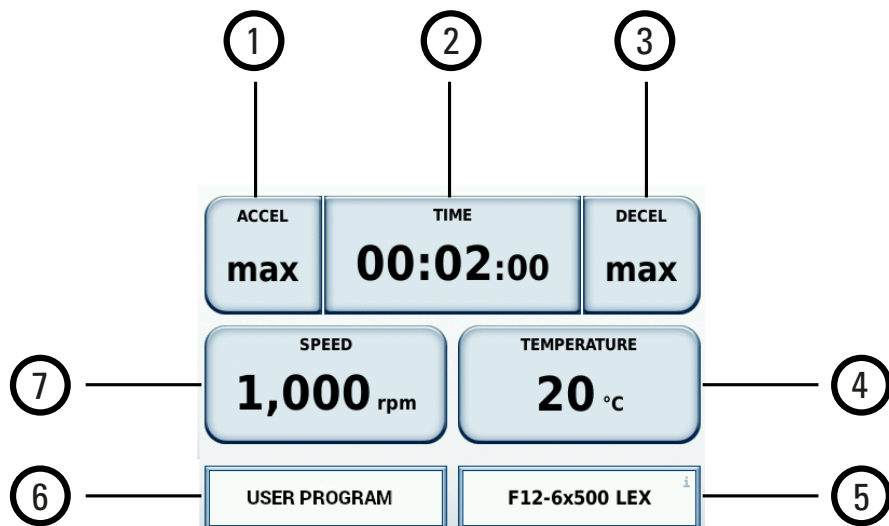 1 2 3
ACCEL TIME DECEL
max 00:02:00 max
SPEED TEMPERATURE
7 1,000 rpm 20 °C 4
6 USER PROGRAM F12-6x500 LEX i 5